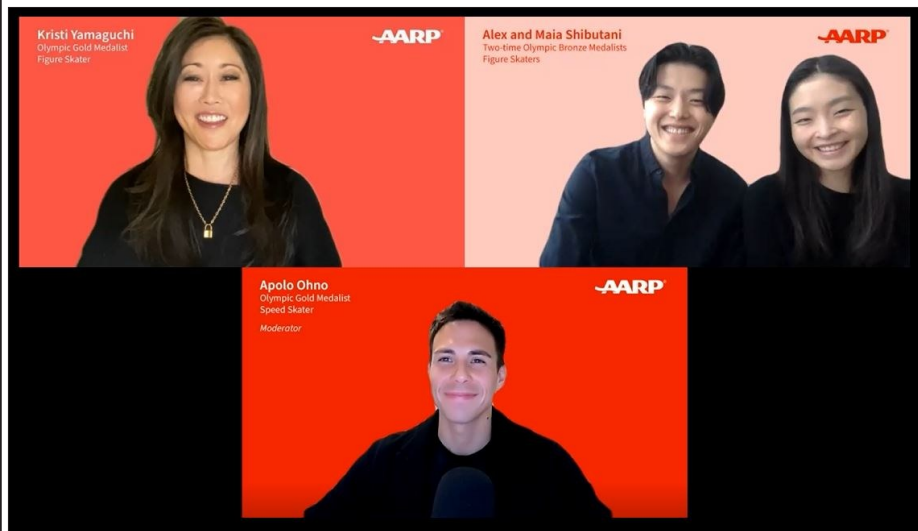 Kristi Yamaguchi
Olympic Gold Medalist
Figure Skater
AARP®
Alex and Maia Shibutani
Two-time Olympic Bronze Medalists
Figure Skaters
AARP®
Apolo Ohno
Olympic Gold Medalist
Speed Skater
Moderator
AARP®